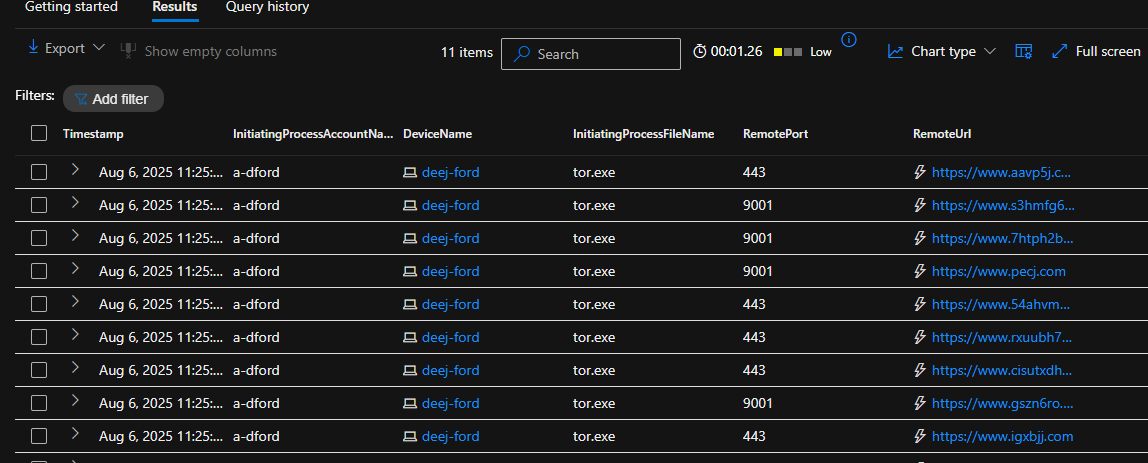 Getting started Results Query history
Export Show empty columns 11 items Search 00:01.26 Low Chart type Full screen
Filters: Add filter
Timestamp InitiatingProcessAccountNa... DeviceName InitiatingProcessFileName RemotePort RemoteUrl
Aug 6, 2025 11:25:... a-dford deej-ford tor.exe 443 https://www.aavp5j.c...
Aug 6, 2025 11:25:... a-dford deej-ford tor.exe 9001 https://www.s3hmfg6...
Aug 6, 2025 11:25:... a-dford deej-ford tor.exe 9001 https://www.7htph2b...
Aug 6, 2025 11:25:... a-dford deej-ford tor.exe 9001 https://www.pecj.com
Aug 6, 2025 11:25:... a-dford deej-ford tor.exe 443 https://www.54ahvm...
Aug 6, 2025 11:25:... a-dford deej-ford tor.exe 443 https://www.rxuubh7...
Aug 6, 2025 11:25:... a-dford deej-ford tor.exe 443 https://www.cisutxdh...
Aug 6, 2025 11:25:... a-dford deej-ford tor.exe 9001 https://www.gszn6ro....
Aug 6, 2025 11:25:... a-dford deej-ford tor.exe 443 https://www.igxbjj.com